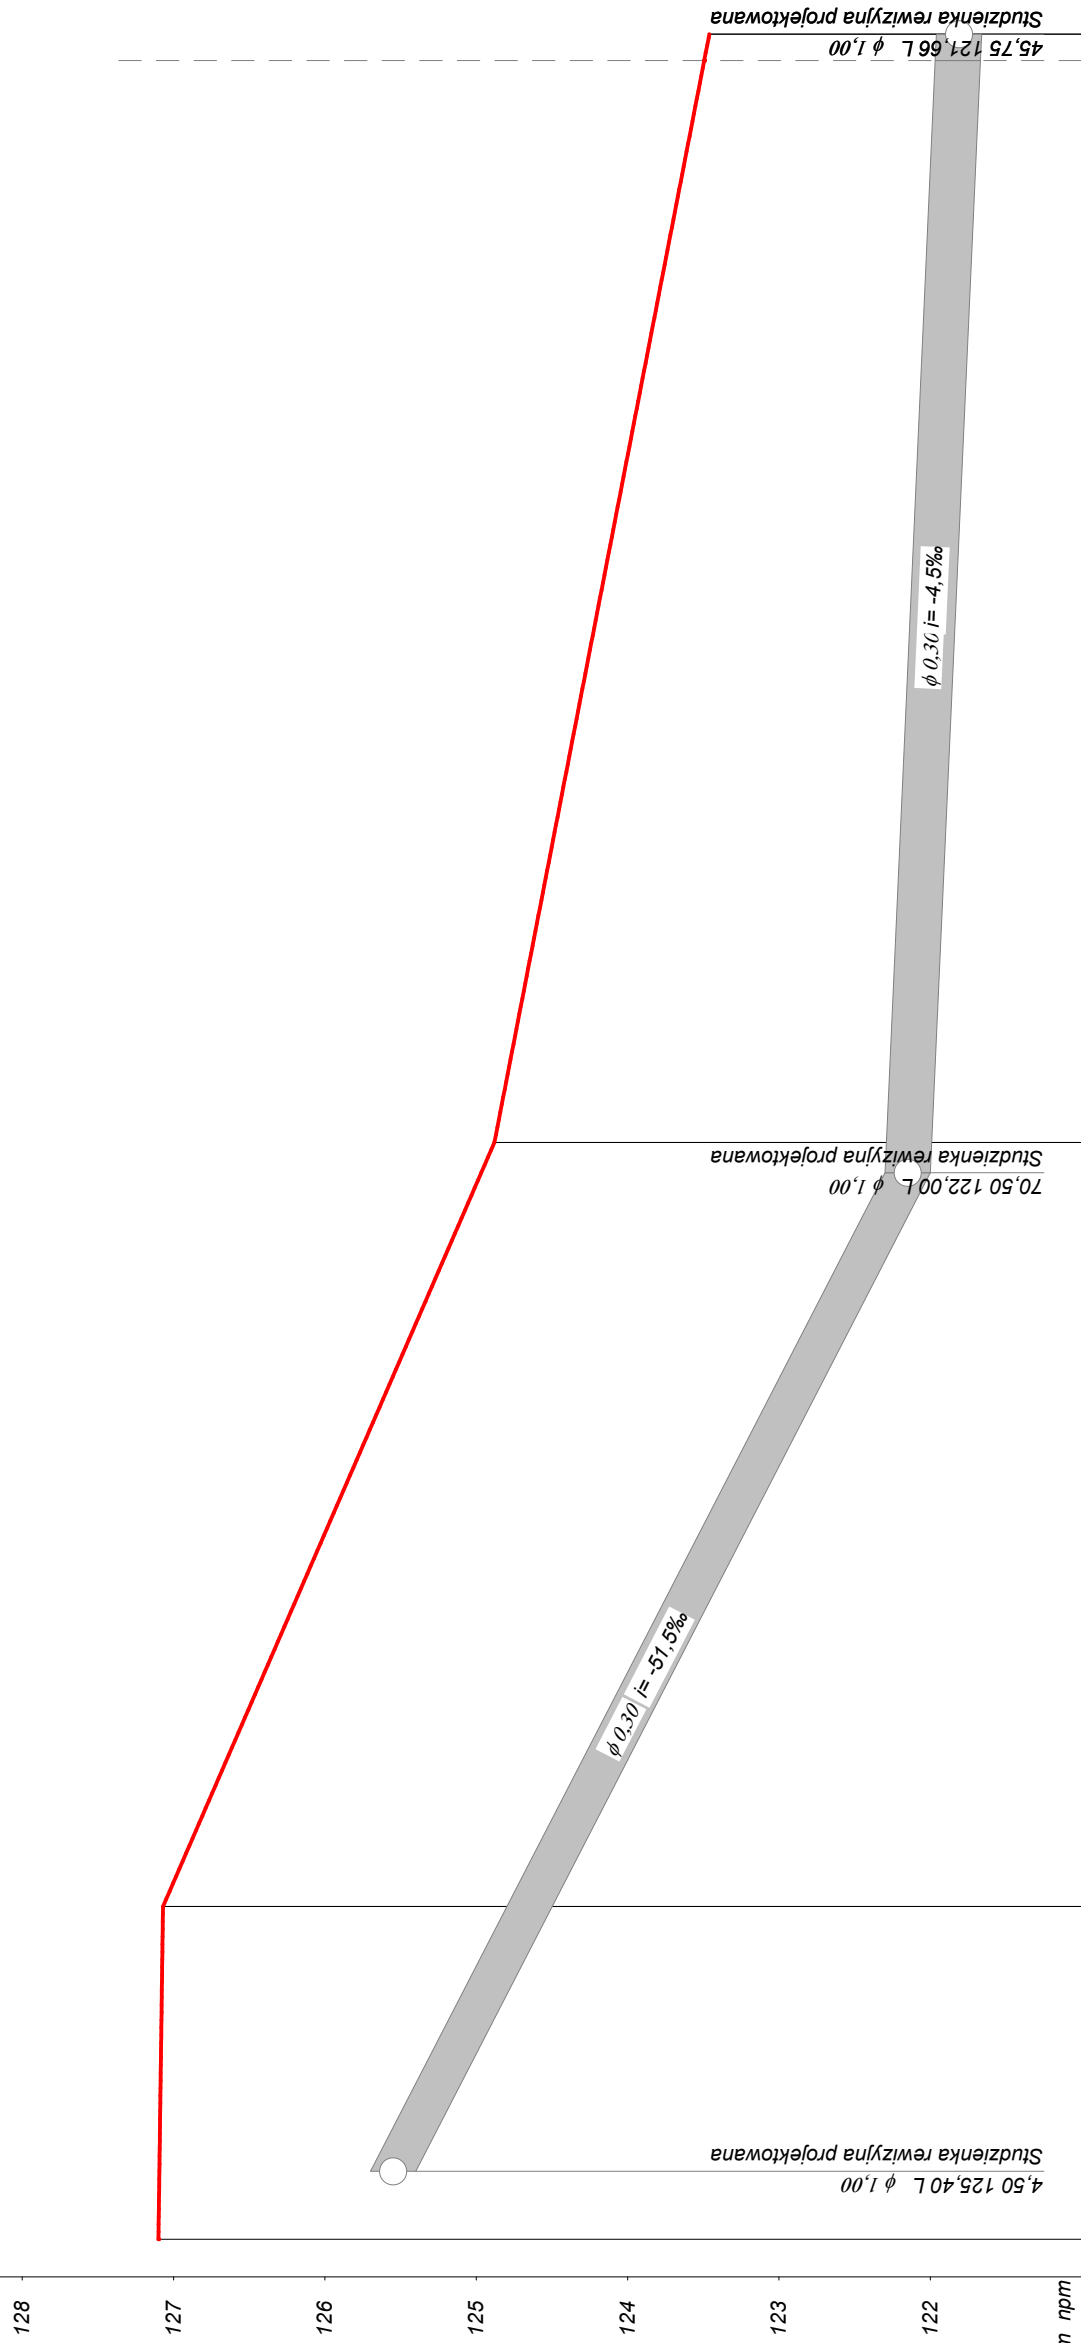 Studzienka rewizyjna projektowana
45,75 121,66 L ϕ 1,00
ϕ 0,30 i= -4,5‰
Studzienka rewizyjna projektowana
70,50 122,00 L ϕ 1,00
ϕ 0,30 i= -51,5‰
Studzienka rewizyjna projektowana
4,50 125,40 L ϕ 1,00
128
127
126
125
124
123
122
m npm